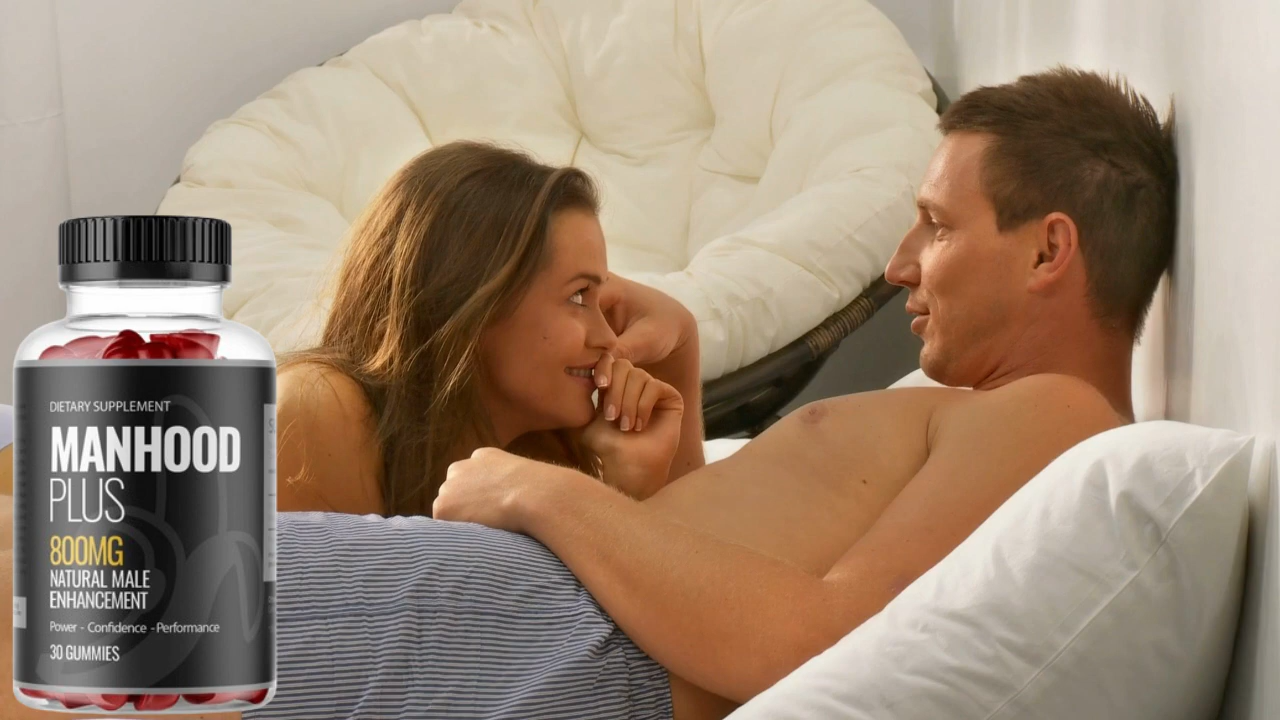 DIETARY SUPPLEMENT
MANHOOD
PLUS
800MG
NATURAL MALE
ENHANCEMENT
Power - Confidence - Performance
30 GUMMIES